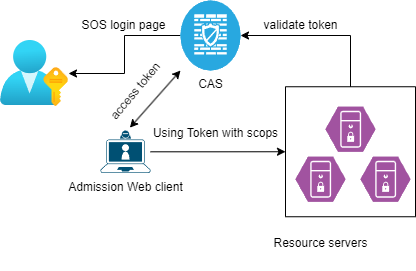 SOS login page
validate token
CAS
access token
Using Token with scops
Admission Web client
Resource servers